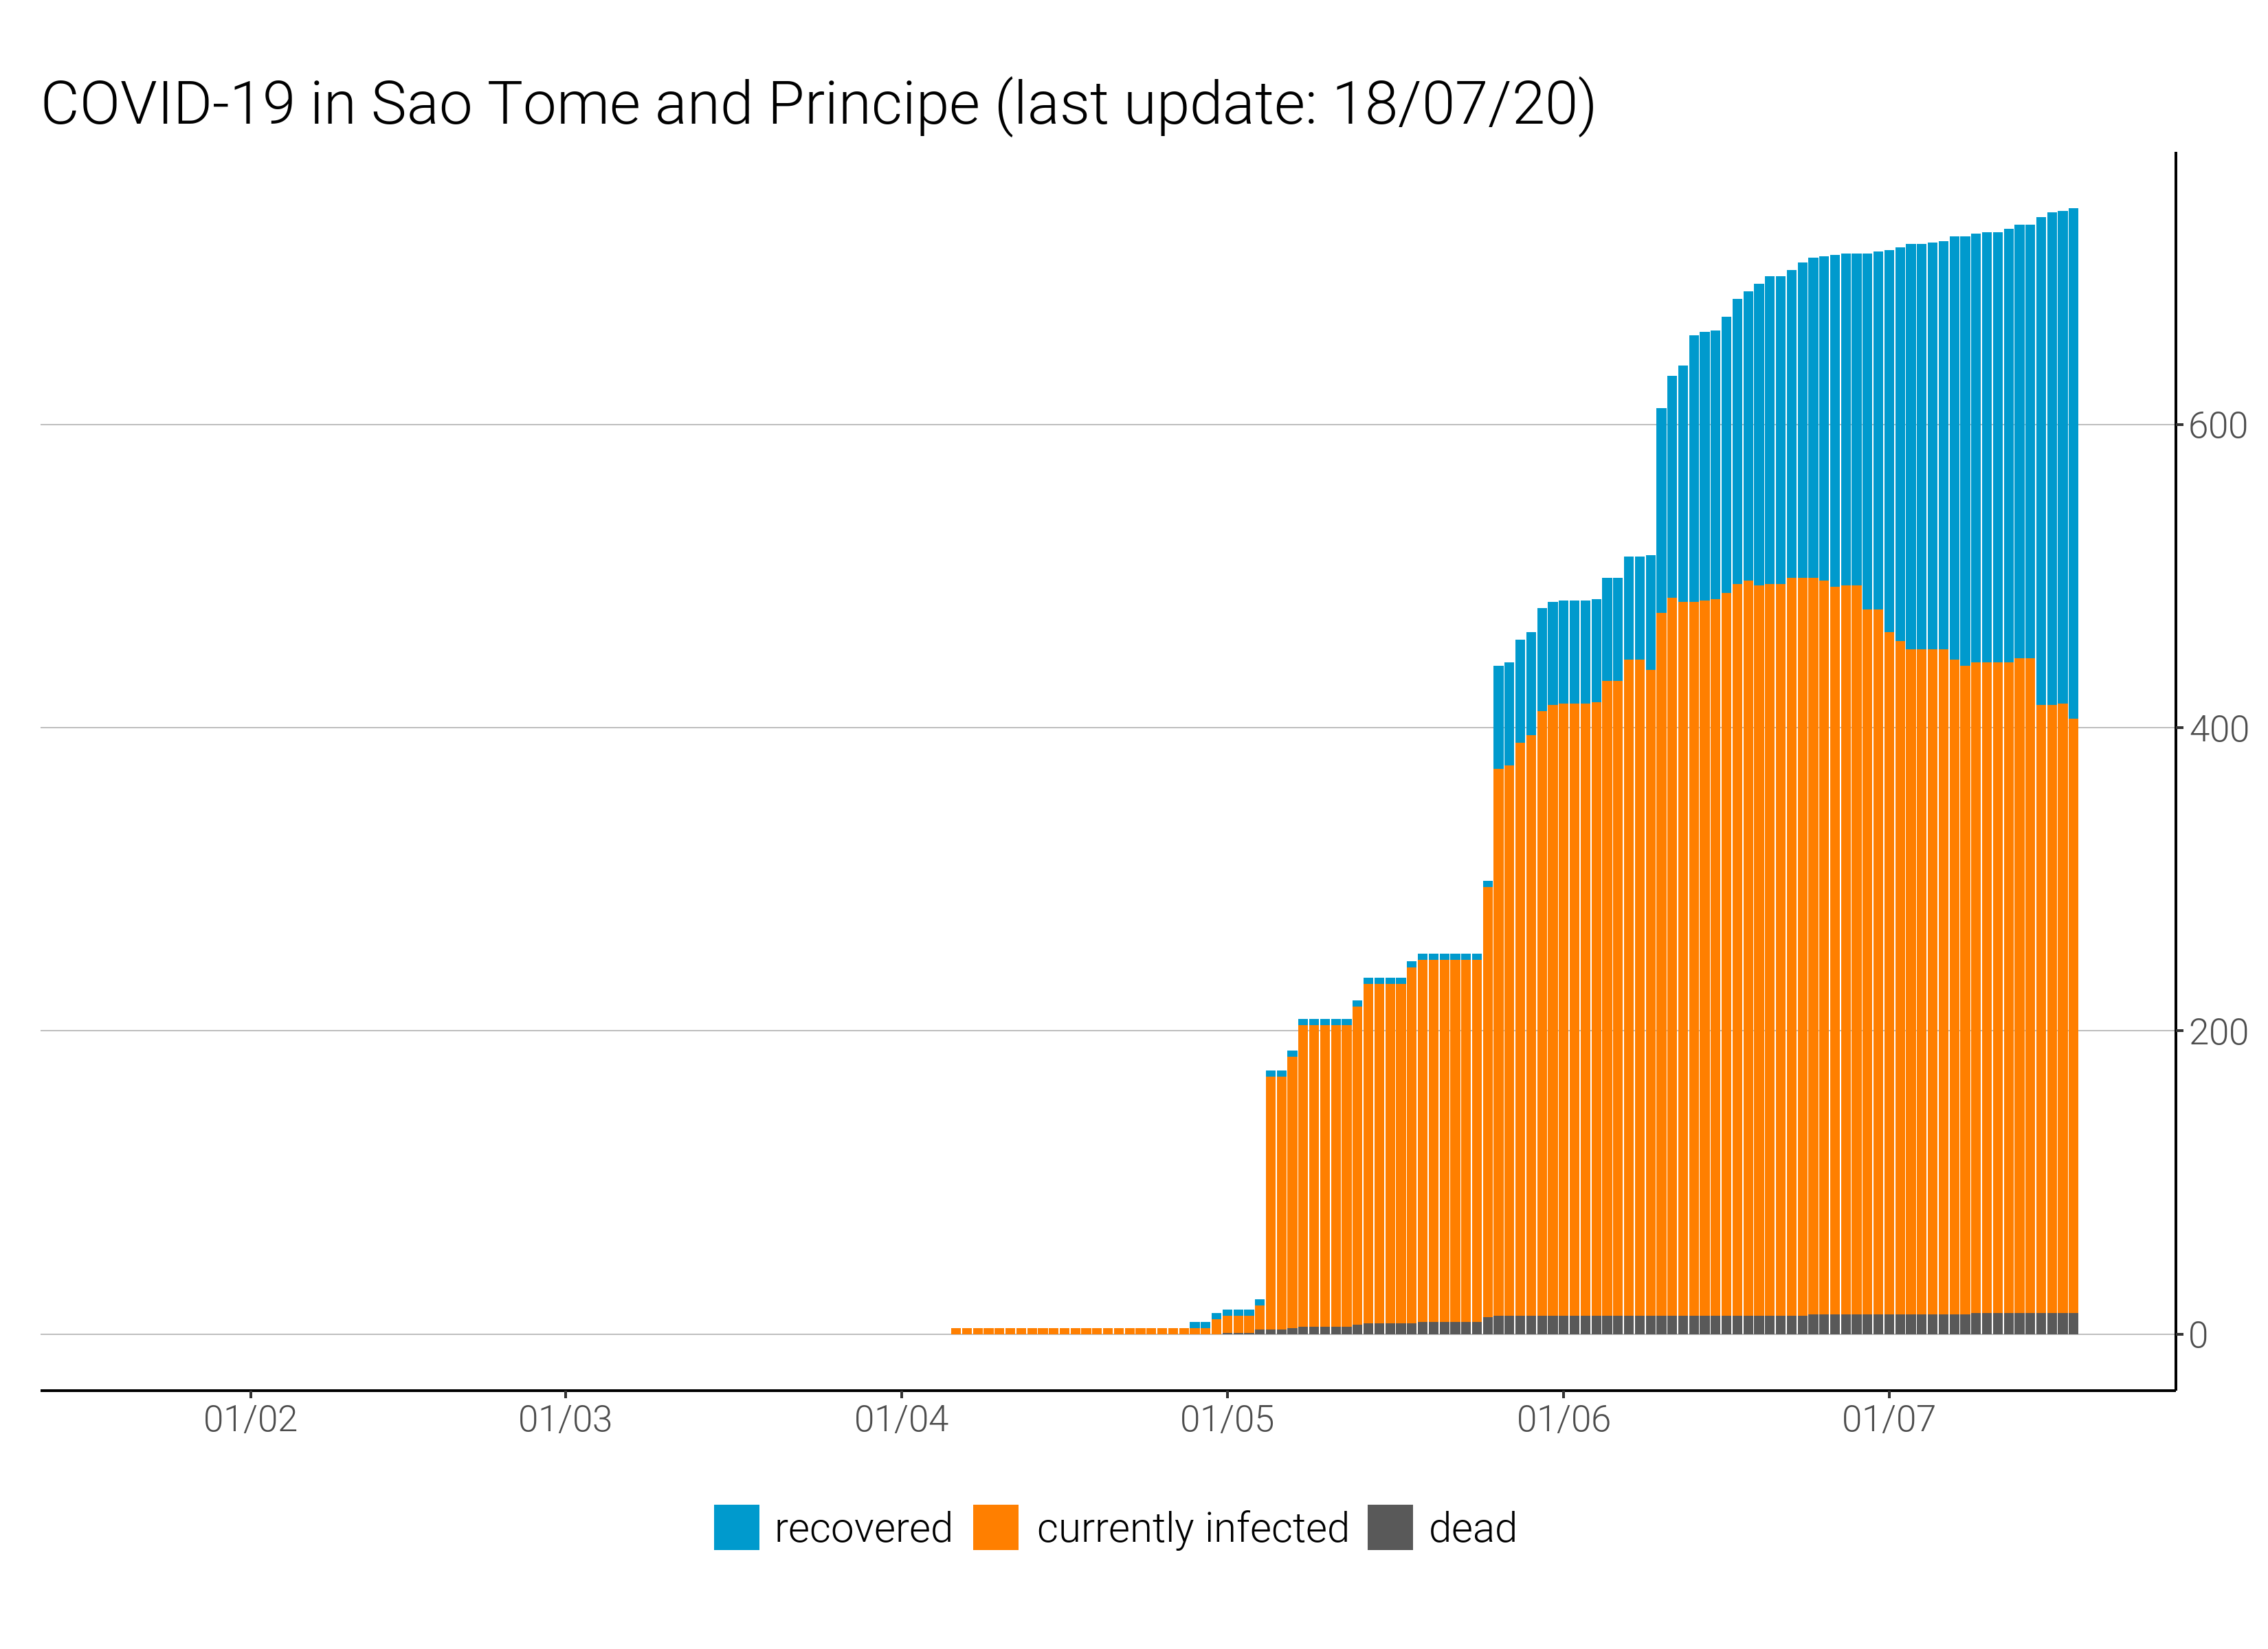 COVID-19 in Sao Tome and Principe (last update: 18/07/20)
600
400
200
0
01/02 01/03 01/04 01/05 01/06 01/07
recovered currently infected dead